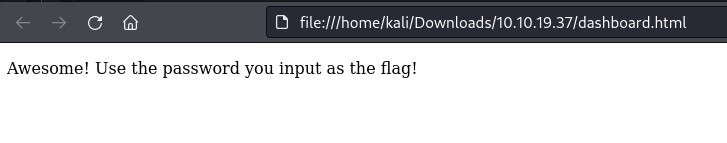 file:///home/kali/Downloads/10.10.19.37/dashboard.html
Awesome! Use the password you input as the flag!